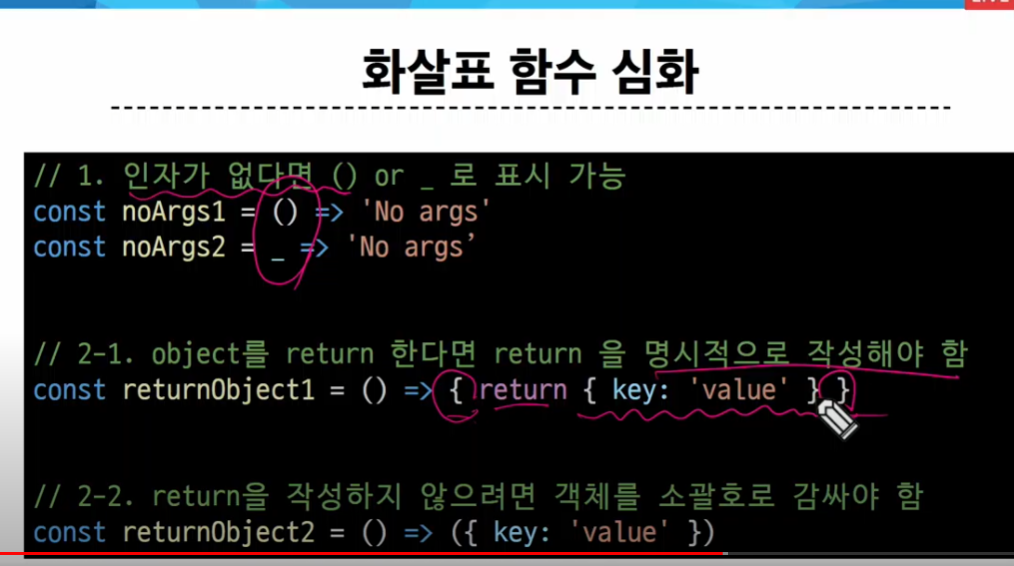 화살표 함수 심화
// 1. 인자가 없다면 () or _ 로 표시 가능
const noArgs1 = () => 'No args'
const noArgs2 = _ => 'No args’
// 2-1. object를 return 한다면 return 을 명시적으로 작성해야 함
const returnObject1 = () => { return { key: 'value' } }
// 2-2. return을 작성하지 않으려면 객체를 소괄호로 감싸야 함
const returnObject2 = () => ({ key: 'value' })